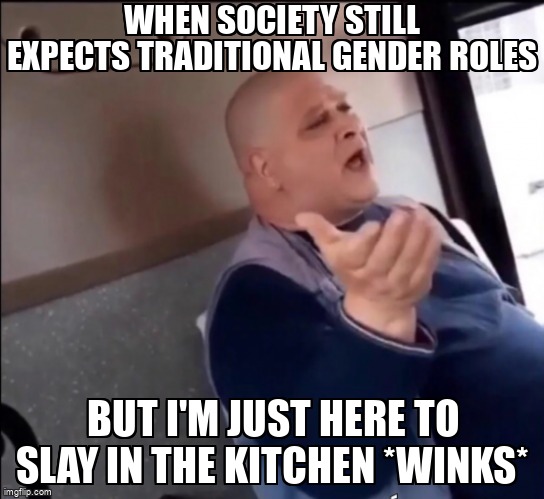 WHEN SOCIETY STILL
EXPECTS TRADITIONAL GENDER ROLES
BUT I'M JUST HERE TO
SLAY IN THE KITCHEN *WINKS*
imgflip.com